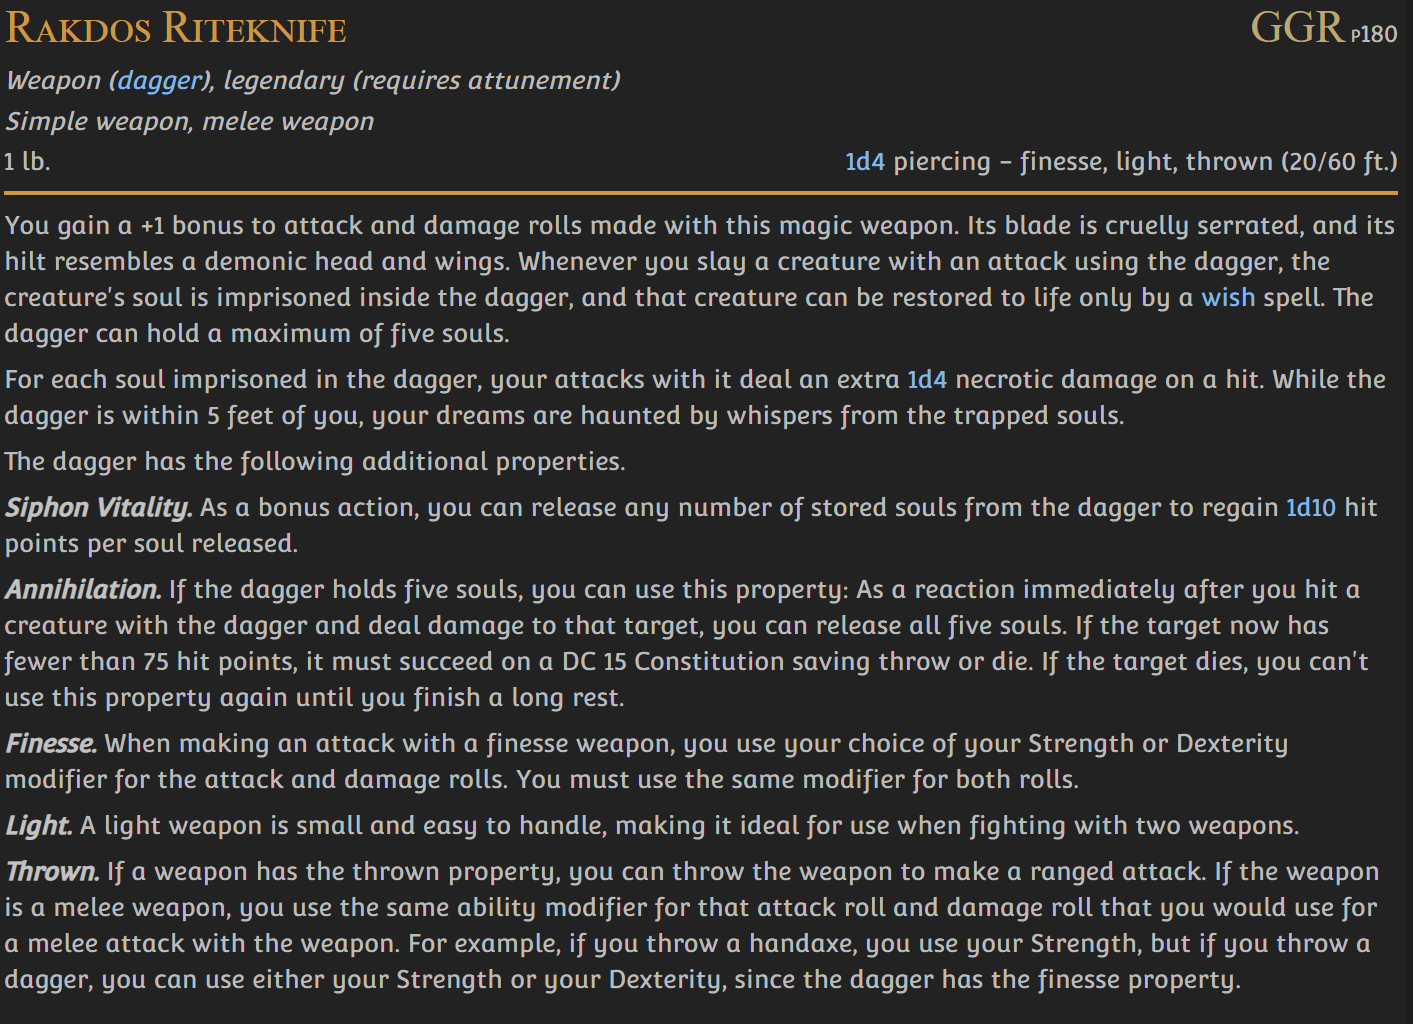 Rakdos Riteknife GGR P180
Weapon (dagger), legendary (requires attunement)
Simple weapon, melee weapon
1 lb. 1d4 piercing – finesse, light, thrown (20/60 ft.)
You gain a +1 bonus to attack and damage rolls made with this magic weapon. Its blade is cruelly serrated, and its
hilt resembles a demonic head and wings. Whenever you slay a creature with an attack using the dagger, the
creature's soul is imprisoned inside the dagger, and that creature can be restored to life only by a wish spell. The
dagger can hold a maximum of five souls.
For each soul imprisoned in the dagger, your attacks with it deal an extra 1d4 necrotic damage on a hit. While the
dagger is within 5 feet of you, your dreams are haunted by whispers from the trapped souls.
The dagger has the following additional properties.
Siphon Vitality. As a bonus action, you can release any number of stored souls from the dagger to regain 1d10 hit
points per soul released.
Annihilation. If the dagger holds five souls, you can use this property: As a reaction immediately after you hit a
creature with the dagger and deal damage to that target, you can release all five souls. If the target now has
fewer than 75 hit points, it must succeed on a DC 15 Constitution saving throw or die. If the target dies, you can't
use this property again until you finish a long rest.
Finesse. When making an attack with a finesse weapon, you use your choice of your Strength or Dexterity
modifier for the attack and damage rolls. You must use the same modifier for both rolls.
Light. A light weapon is small and easy to handle, making it ideal for use when fighting with two weapons.
Thrown. If a weapon has the thrown property, you can throw the weapon to make a ranged attack. If the weapon
is a melee weapon, you use the same ability modifier for that attack roll and damage roll that you would use for
a melee attack with the weapon. For example, if you throw a handaxe, you use your Strength, but if you throw a
dagger, you can use either your Strength or your Dexterity, since the dagger has the finesse property.